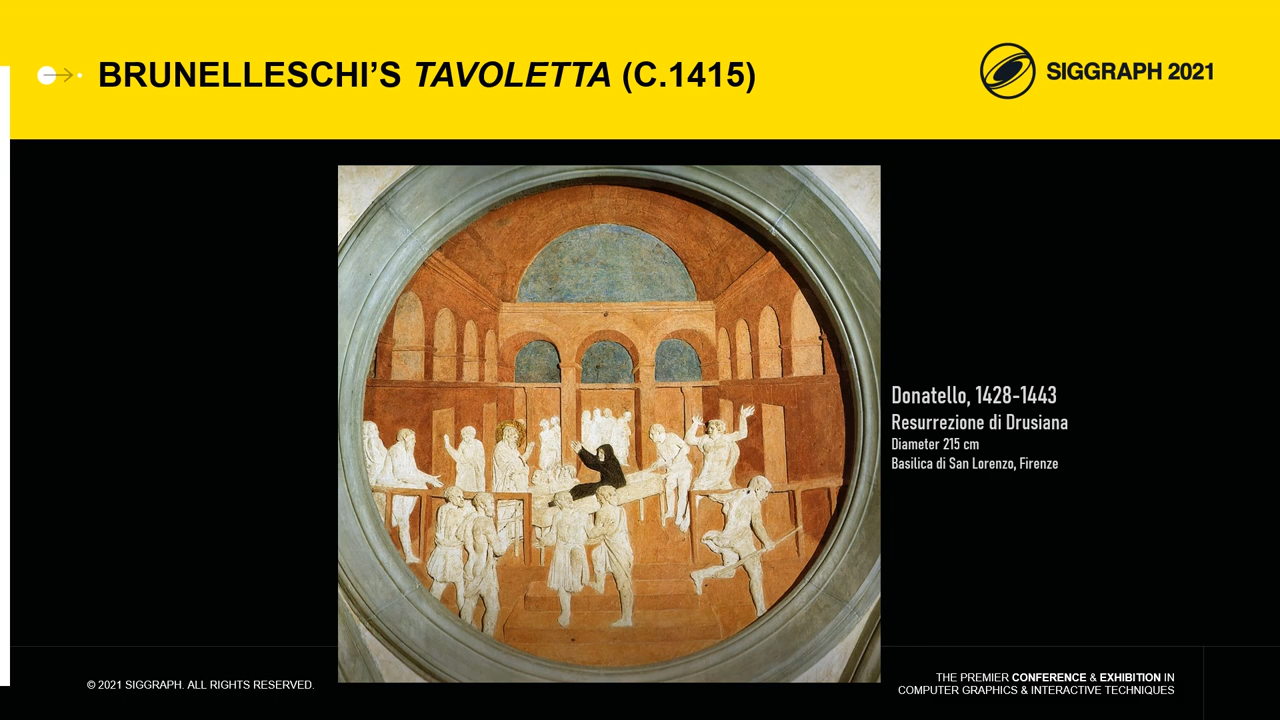 BRUNELLESCHI’S TAVOLETTA (C.1415)
SIGGRAPH 2021
Donatello, 1428-1443
Resurrezione di Drusiana
Diameter 215 cm
Basilica di San Lorenzo, Firenze
© 2021 SIGGRAPH. ALL RIGHTS RESERVED.
THE PREMIER CONFERENCE & EXHIBITION IN
COMPUTER GRAPHICS & INTERACTIVE TECHNIQUES